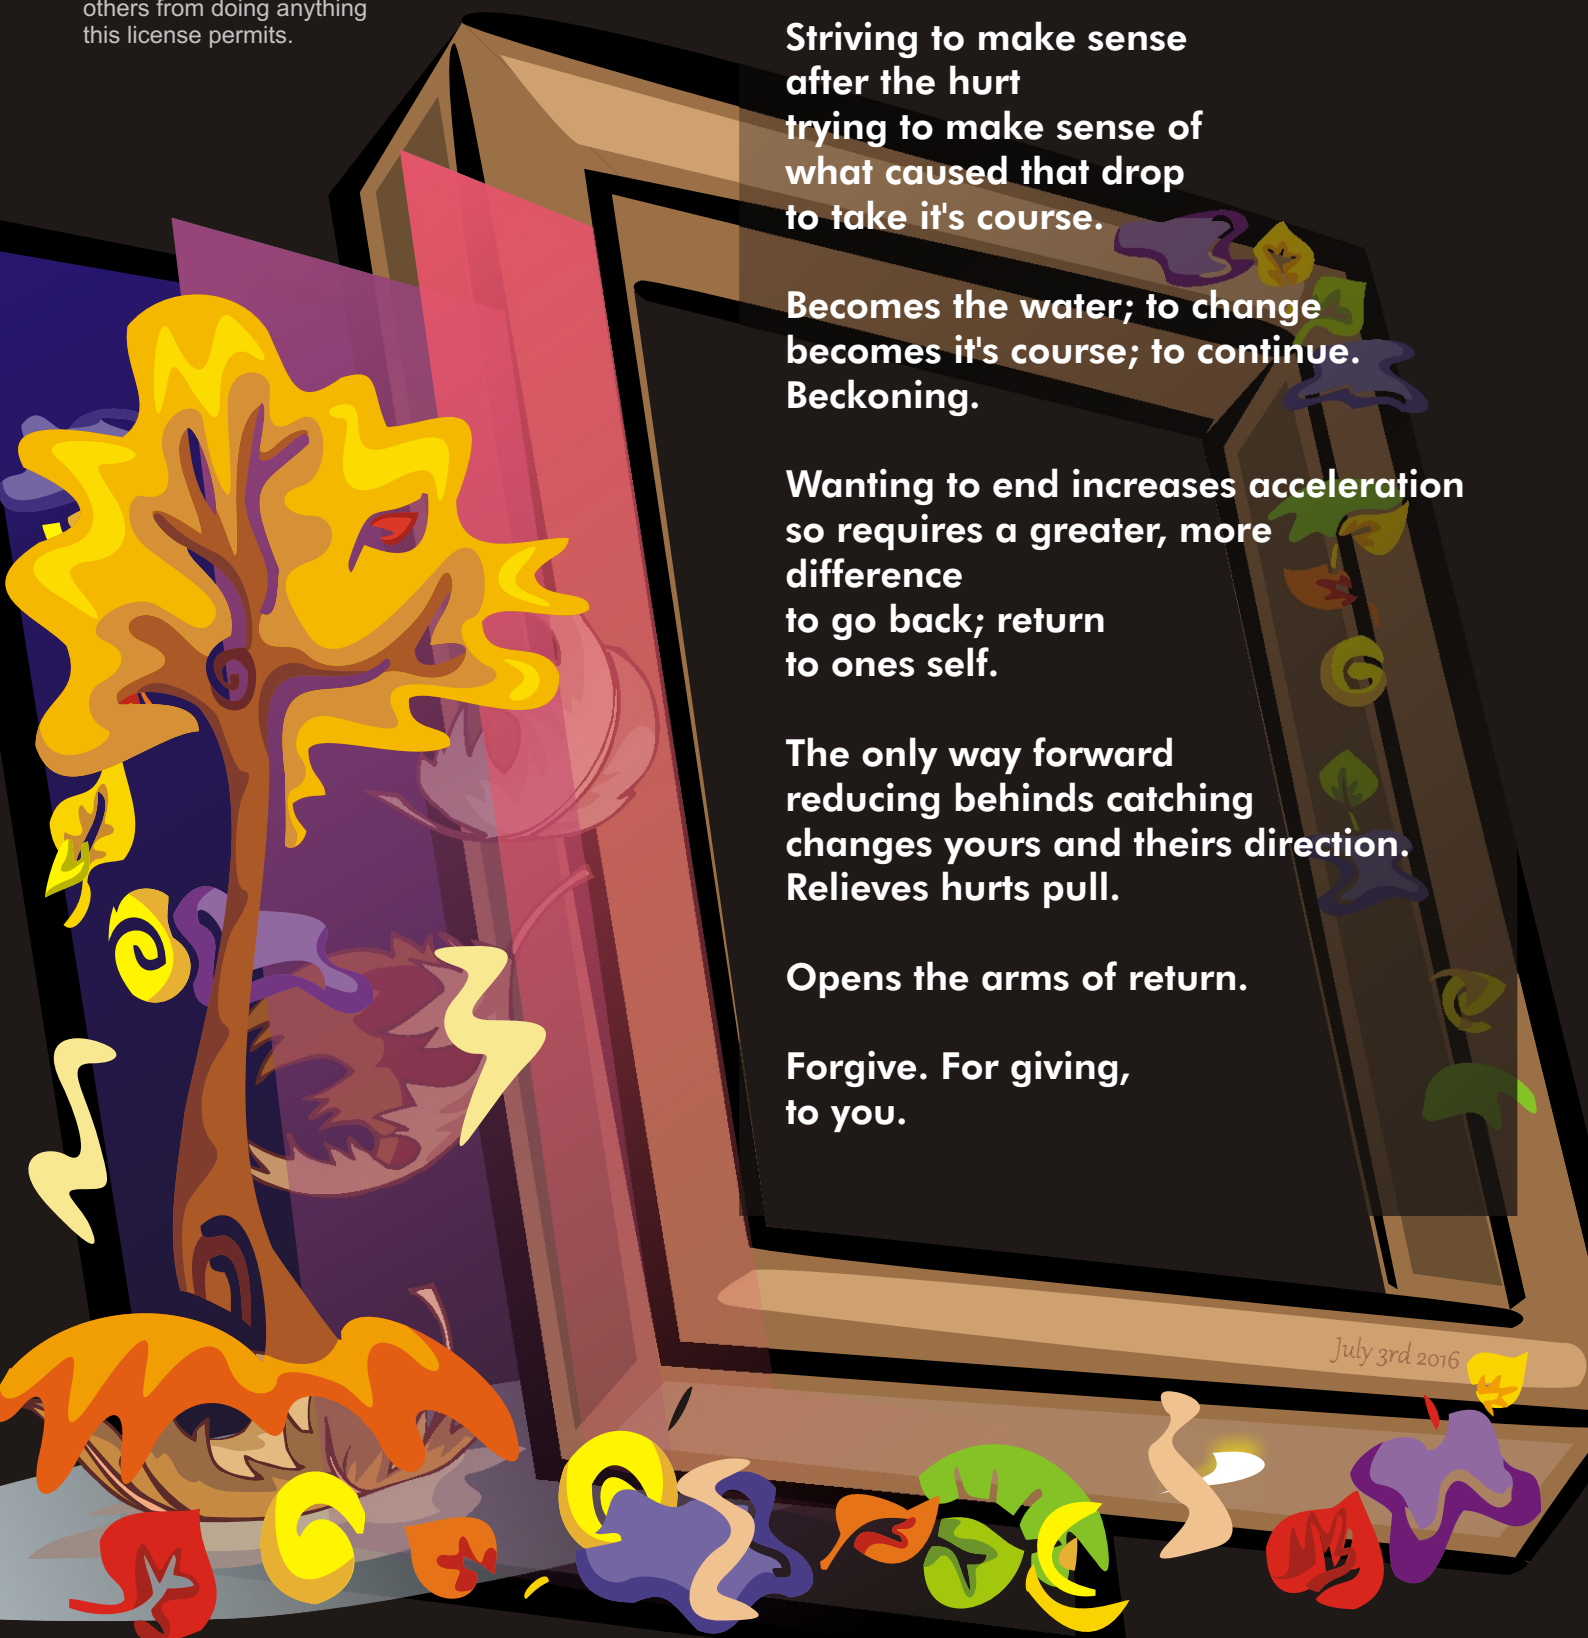 others from doing anything
this license permits.
Striving to make sense
after the hurt
trying to make sense of
what caused that drop
to take it's course.
Becomes the water; to change
becomes it's course; to continue.
Beckoning.
Wanting to end increases acceleration
so requires a greater, more
difference
to go back; return
to ones self.
The only way forward
reducing behinds catching
changes yours and theirs direction.
Relieves hurts pull.
Opens the arms of return.
Forgive. For giving,
to you.
July 3rd 2016